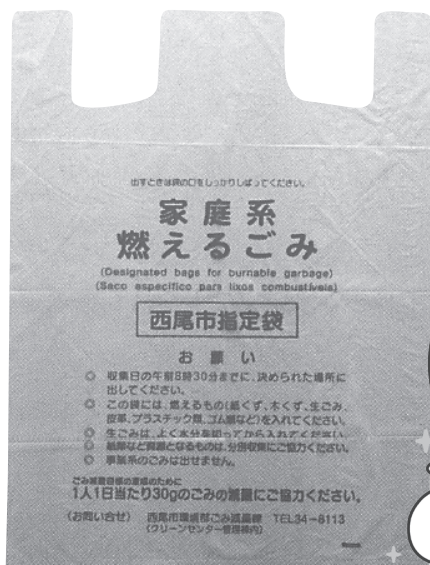 出すときは袋の口をしっかりしばってください。
家庭系
燃えるごみ
(Designated bags for burnable garbage)
(Saco específico para lixos combustíveis)
西尾市指定袋
お願い
◎ 収集日の午前8時30分までに、決められた場所に
出してください。
◎ この袋には、燃えるもの(紙くず、木くず、生ごみ、
皮革、プラスチック類、ゴム類など)を入れてください。
◎ 生ごみは、よく水分を切ってから入れてください。
◎ 紙類など資源となるものは、分別収集にご協力ください。
◎ 事業系のごみは出せません。
ごみ減量目標の達成のために
1人1日当たり30gのごみの減量にご協力ください。
(お問い合せ) 西尾市環境部ごみ減量課 TEL34-8113
(クリーンセンター管理棟内)